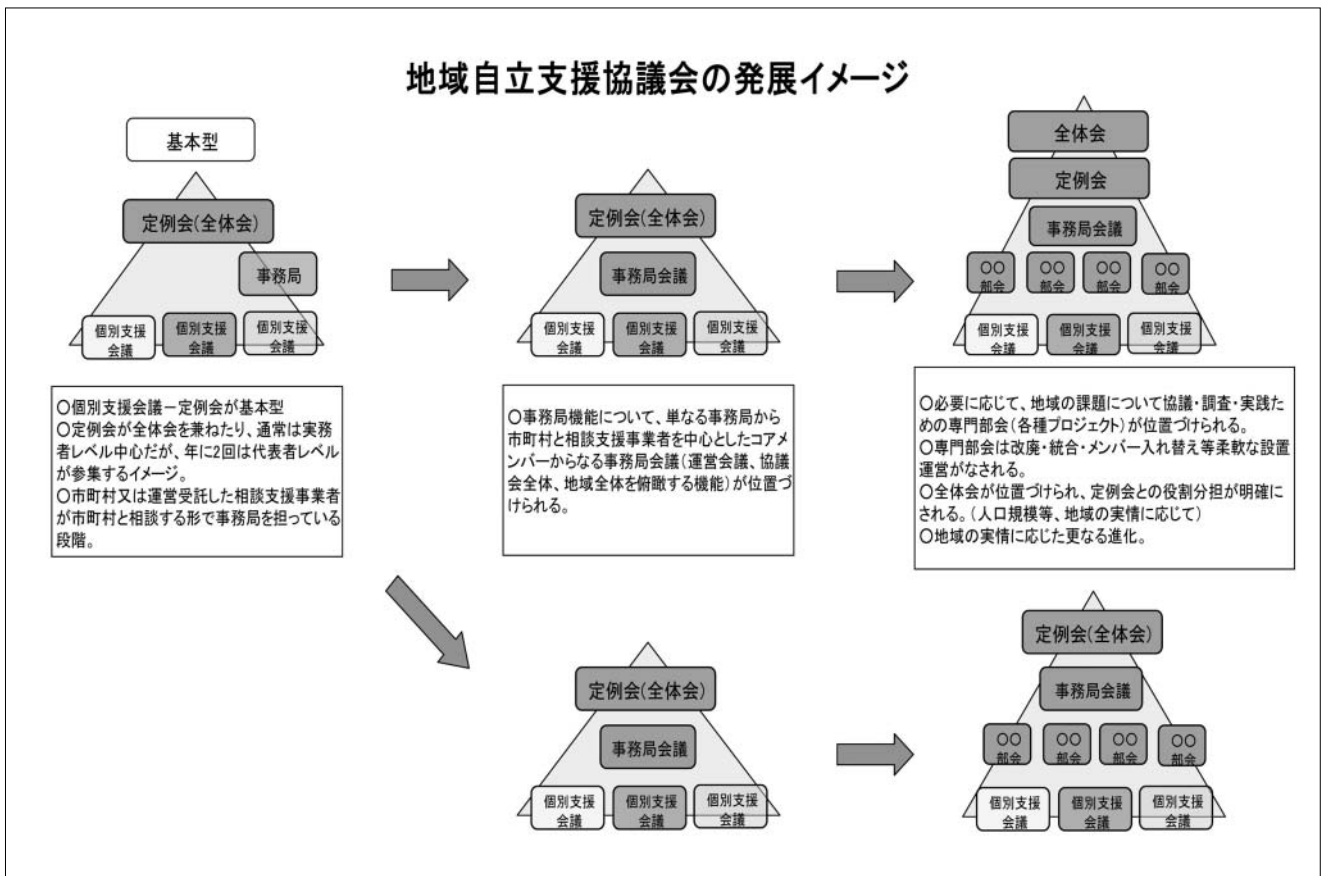 地域自立支援協議会の発展イメージ
基本型
定例会(全体会)
事務局
個別支援
会議
個別支援
会議
個別支援
会議
○個別支援会議－定例会が基本型
○定例会が全体会を兼ねたり、通常は実務
者レベル中心だが、年に2回は代表者レベル
が参集するイメージ。
○市町村又は運営受託した相談支援事業者
が市町村と相談する形で事務局を担っている
段階。
定例会(全体会)
事務局会議
個別支援
会議
個別支援
会議
個別支援
会議
○事務局機能について、単なる事務局から
市町村と相談支援事業者を中心としたコアメ
ンバーからなる事務局会議(運営会議、協議
会全体、地域全体を俯瞰する機能)が位置づ
けられる。
全体会
定例会
事務局会議
○○
部会
○○
部会
○○
部会
○○
部会
個別支援
会議
個別支援
会議
個別支援
会議
○必要に応じて、地域の課題について協議・調査・実践た
めの専門部会(各種プロジェクト)が位置づけられる。
○専門部会は改廃・統合・メンバー入れ替え等柔軟な設置
運営がなされる。
○全体会が位置づけられ、定例会との役割分担が明確に
される。(人口規模等、地域の実情に応じて)
○地域の実情に応じた更なる進化。
定例会(全体会)
事務局会議
個別支援
会議
個別支援
会議
個別支援
会議
定例会(全体会)
事務局会議
○○
部会
○○
部会
○○
部会
○○
部会
個別支援
会議
個別支援
会議
個別支援
会議